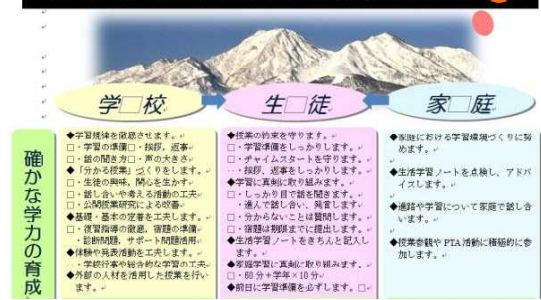 学□校
生□徒
家□庭
確かな学力の育成
◆学習規律を徹底させます。
□・学習の準備□・挨拶、返事
□・話の聞き方□・声の大きさ
◆「分かる授業」づくりをします。
□・生徒の興味、関心を生かす
□・話し合いや考える活動の工夫
□・公開授業研究による改善
◆基礎・基本の定着を工夫します。
□・復習指導の徹底、宿題の準備
・診断問題、サポート問題活用
◆体験や発表活動を工夫します。
・・学校行事や総合的な学習の工夫
◆外部の人材を活用した授業を行い
ます。
◆授業の約束を守ります。
□・学習準備をしっかりします。
□・チャイムスタートを守ります。
・・挨拶、返事をしっかりします。
◆学習に真剣に取り組みます。
□・しっかり目で話を聞きます。
・進んで話し合い、発言します
□・分からないことは質問します。
□・宿題は期限までに提出します。
◆生活学習ノートをきちんと記入し
ます。
◆家庭学習に真剣に取り組みます。
□・60分+学年×10分
◆前日に学習準備を必ずします。□
◆家庭における学習環境づくりに努
めます。
◆生活学習ノートを点検し、アドバ
イスします。
◆進路や学習について家庭で話し合
います。
◆授業参観やPTA活動に積極的に参
加します。